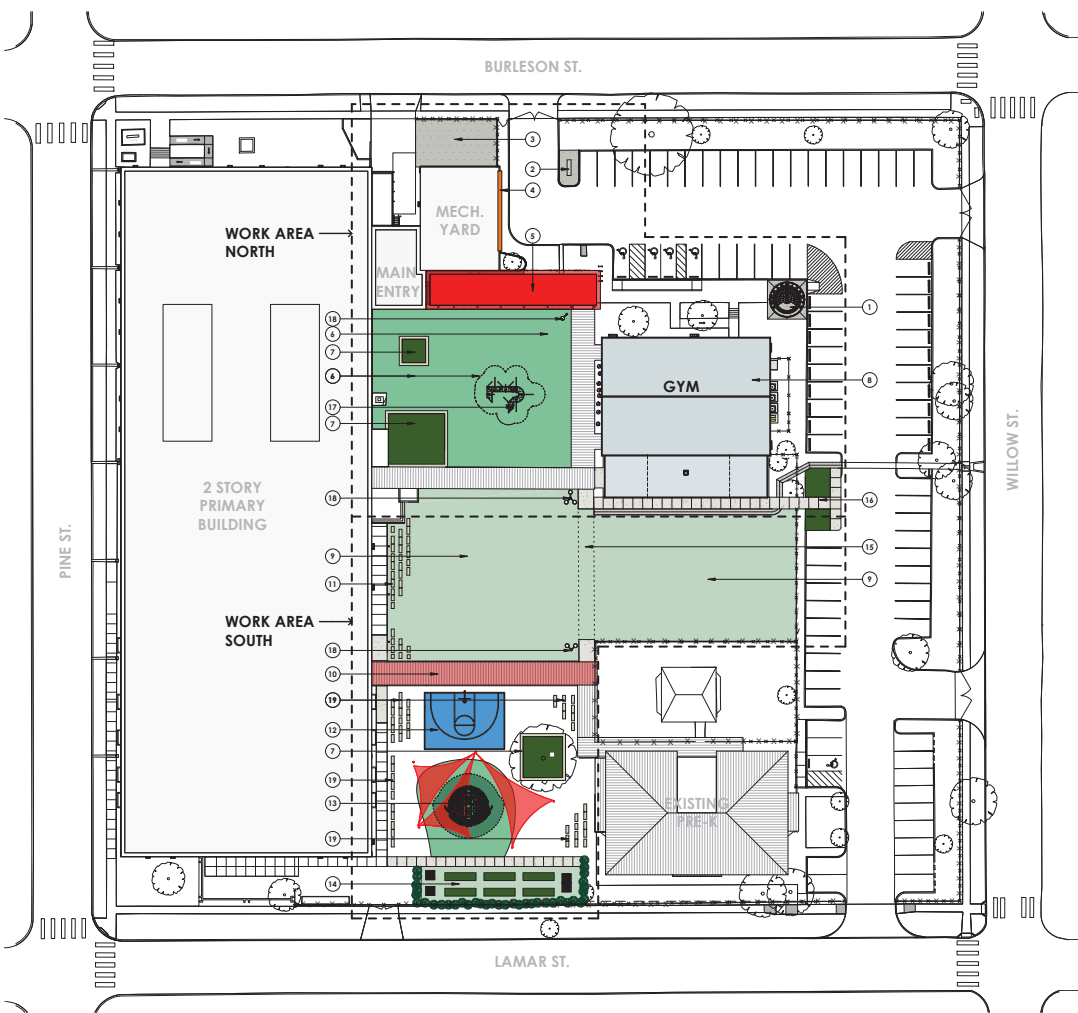 BURLESON ST.
3
2
4
MECH.
YARD
WORK AREA
NORTH
5
MAIN
ENTRY
1
18
6
7
6
GYM
8
17
7
2 STORY
PRIMARY
BUILDING
18
16
PINE ST.
WILLOW ST.
9
15
11
9
WORK AREA
SOUTH
18
10
19
12
7
19
13
EXISTING
PRE-K
19
14
LAMAR ST.